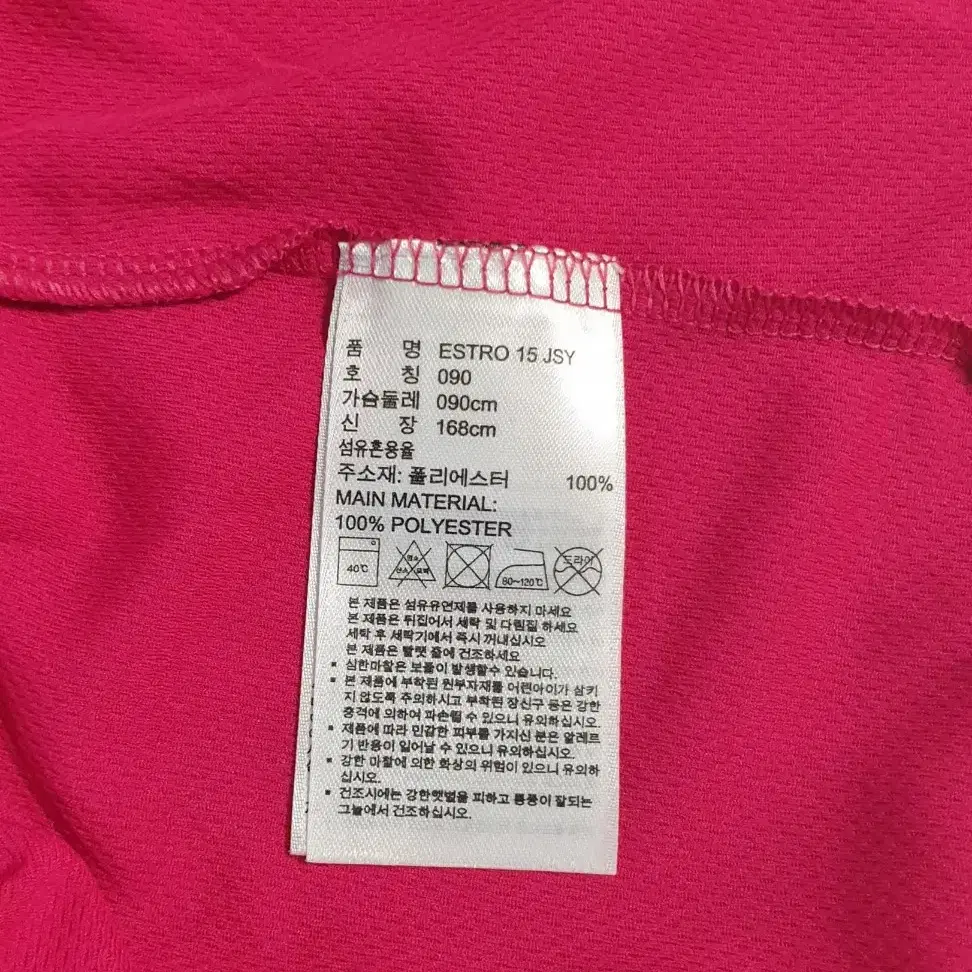 품 명 ESTRO 15 JSY
호 칭 090
가슴둘레 090cm
신 장 168cm
섬유혼용율
주소재: 폴리에스터 100%
MAIN MATERIAL:
100% POLYESTER
40℃ 염소 산소 표백 80~120℃ 드라이
본 제품은 섬유유연제를 사용하지 마세요
본 제품은 뒤집어서 세탁 및 다림질 하세요
세탁 후 세탁기에서 즉시 꺼내십시오
본 제품은 빨랫 줄에 건조하세요
▪ 심한마찰은 보풀이 발생할수 있습니다.
▪ 본 제품에 부착된 원부자재를 어린아이가 삼키
지 않도록 주의하시고 부착된 장신구 등은 강한
충격에 의하여 파손될 수 있으니 유의하십시오.
▪ 제품에 따라 민감한 피부를 가지신 분은 알레르
기 반응이 일어날 수 있으니 유의하십시오.
▪ 강한 마찰에 의한 화상의 위험이 있으니 유의하
십시오.
▪ 건조시에는 강한햇볕을 피하고 통풍이 잘되는
그늘에서 건조하십시오.